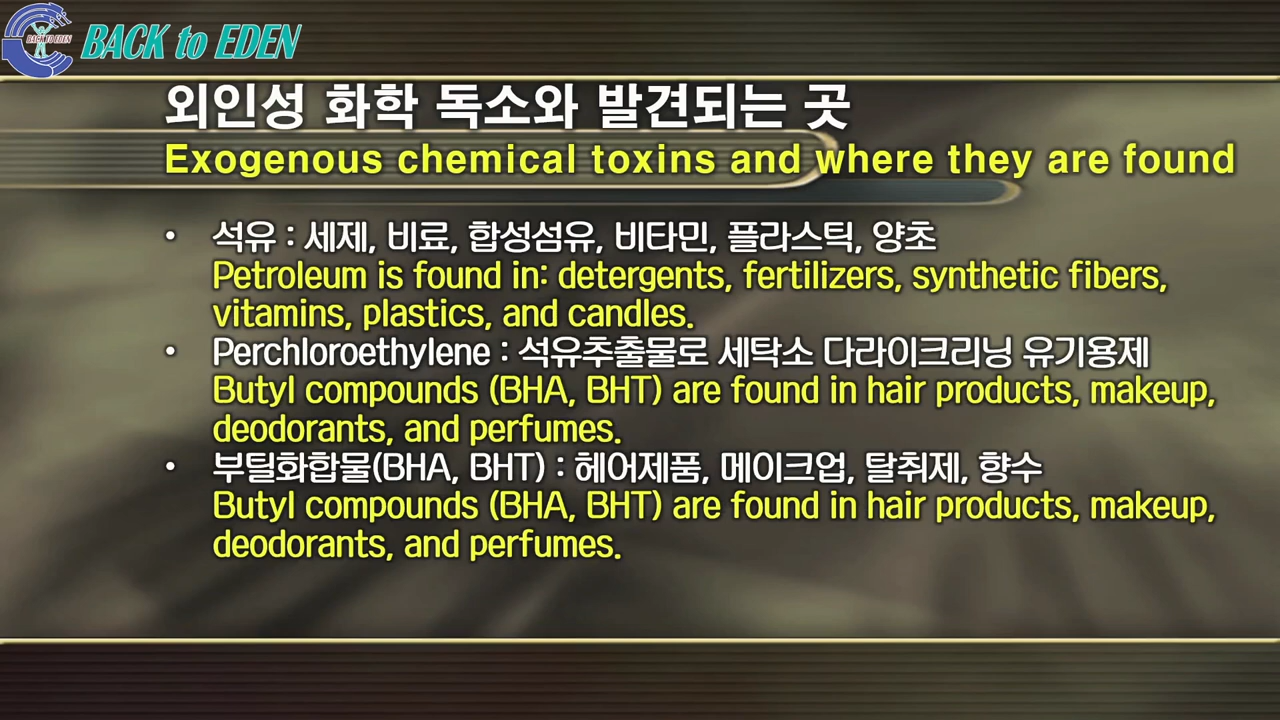 BACK to EDEN
BACK to EDEN
외인성 화학 독소와 발견되는 곳
Exogenous chemical toxins and where they are found
• 석유 : 세제, 비료, 합성섬유, 비타민, 플라스틱, 양초
Petroleum is found in: detergents, fertilizers, synthetic fibers,
vitamins, plastics, and candles.
• Perchloroethylene : 석유추출물로 세탁소 다라이크리닝 유기용제
Butyl compounds (BHA, BHT) are found in hair products, makeup,
deodorants, and perfumes.
• 부틸화합물(BHA, BHT) : 헤어제품, 메이크업, 탈취제, 향수
Butyl compounds (BHA, BHT) are found in hair products, makeup,
deodorants, and perfumes.